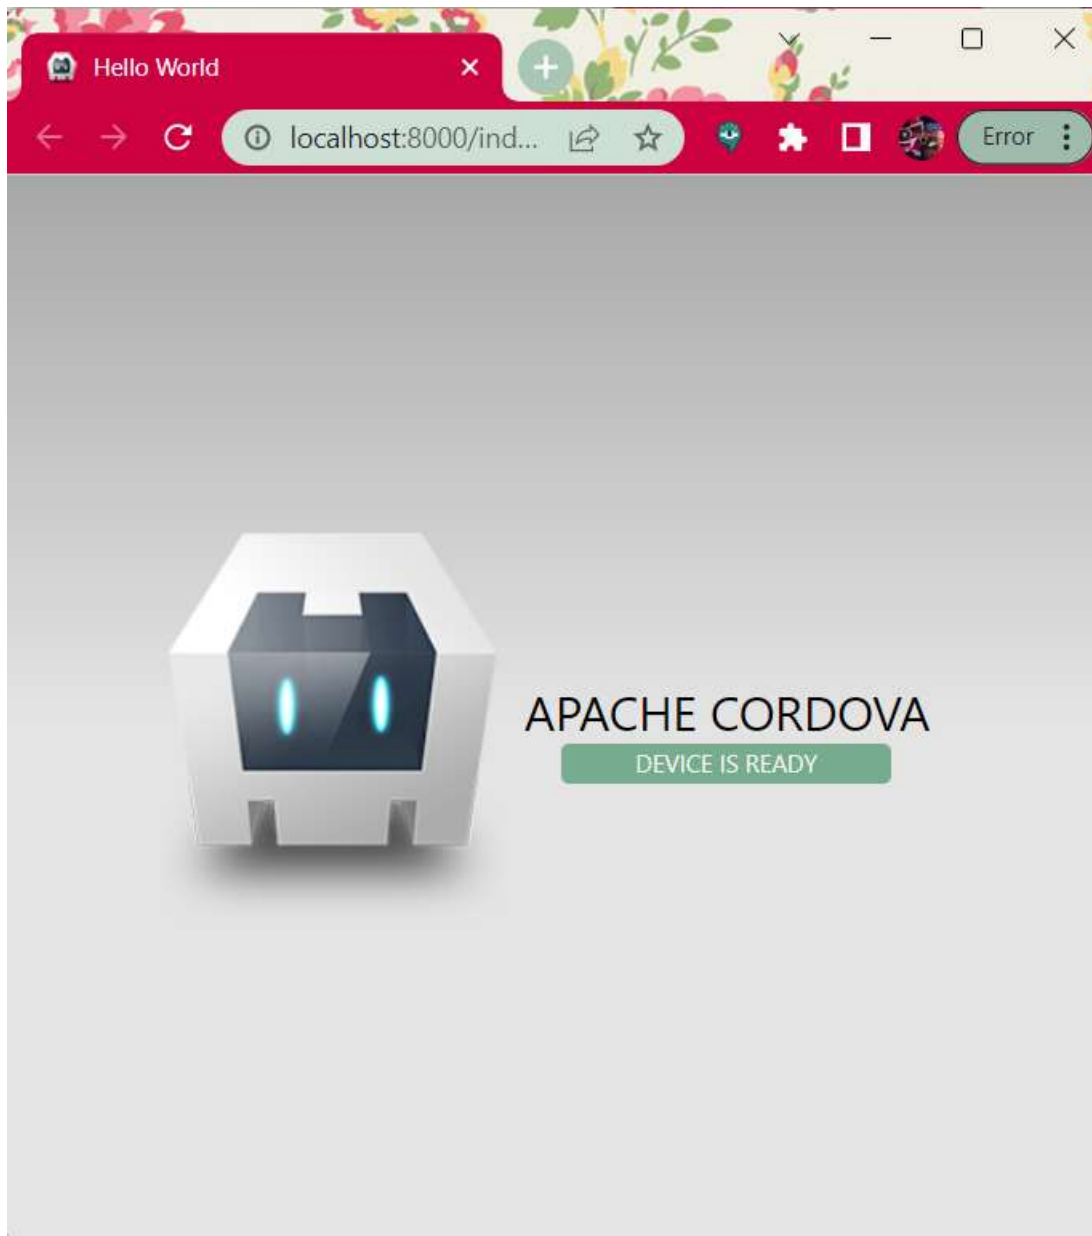 Hello World
localhost:8000/ind...
Error
APACHE CORDOVA
DEVICE IS READY